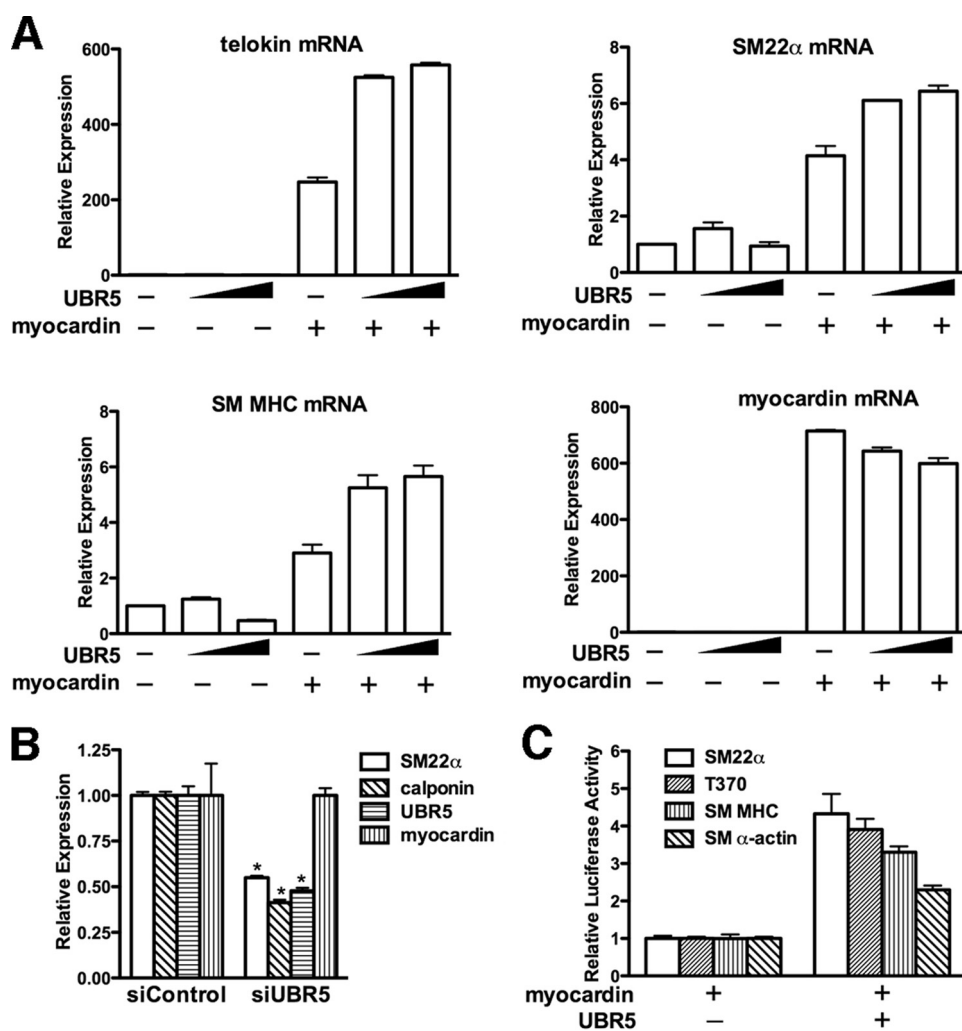 A
telokin mRNA
Relative Expression
600
400
200
0
UBR5 –
myocardin – – – + + +
–
SM22α mRNA
Relative Expression
8
6
4
2
0
UBR5 – –
myocardin – – – + + +
SM MHC mRNA
Relative Expression
8
6
4
2
0
UBR5 – –
myocardin – – – + + +
myocardin mRNA
Relative Expression
800
600
400
200
0
UBR5 – –
myocardin – – – + + +
B
Relative Expression
1.25
1.00
0.75
0.50
0.25
0.00
SM22α
calponin
UBR5
myocardin
* * *
siControl siUBR5
C
Relative Luciferase Activity
6
5
4
3
2
1
0
SM22α
T370
SM MHC
SM α-actin
myocardin + +
UBR5 – +